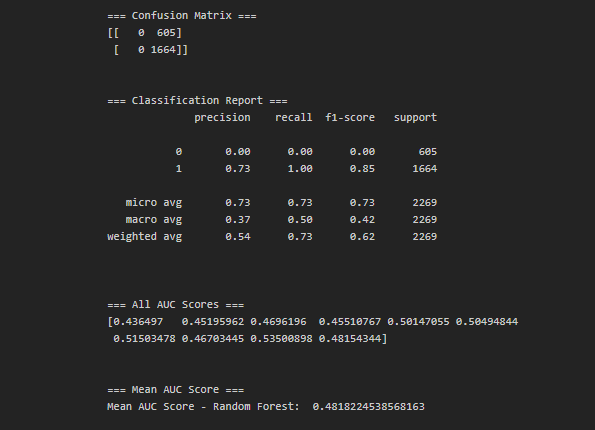 === Confusion Matrix ===
[[   0  605]
 [   0 1664]]
=== Classification Report ===
              precision    recall  f1-score   support
           0       0.00      0.00      0.00       605
           1       0.73      1.00      0.85      1664
   micro avg       0.73      0.73      0.73      2269
   macro avg       0.37      0.50      0.42      2269
weighted avg       0.54      0.73      0.62      2269
=== All AUC Scores ===
[0.436497   0.45195962 0.4696196  0.45510767 0.50147055 0.50494844
 0.51503478 0.46703445 0.53500898 0.48154344]
=== Mean AUC Score ===
Mean AUC Score - Random Forest:  0.4818224538568163